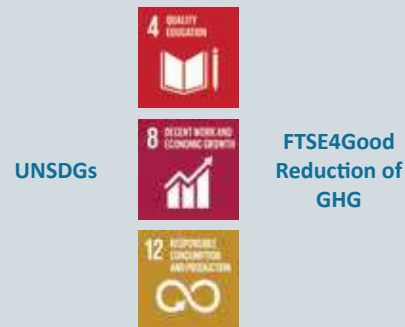 4 QUALITY
EDUCATION
UNSDGs
8 DECENT WORK AND
ECONOMIC GROWTH
FTSE4Good
Reduction of
GHG
12 RESPONSIBLE
CONSUMPTION
AND PRODUCTION